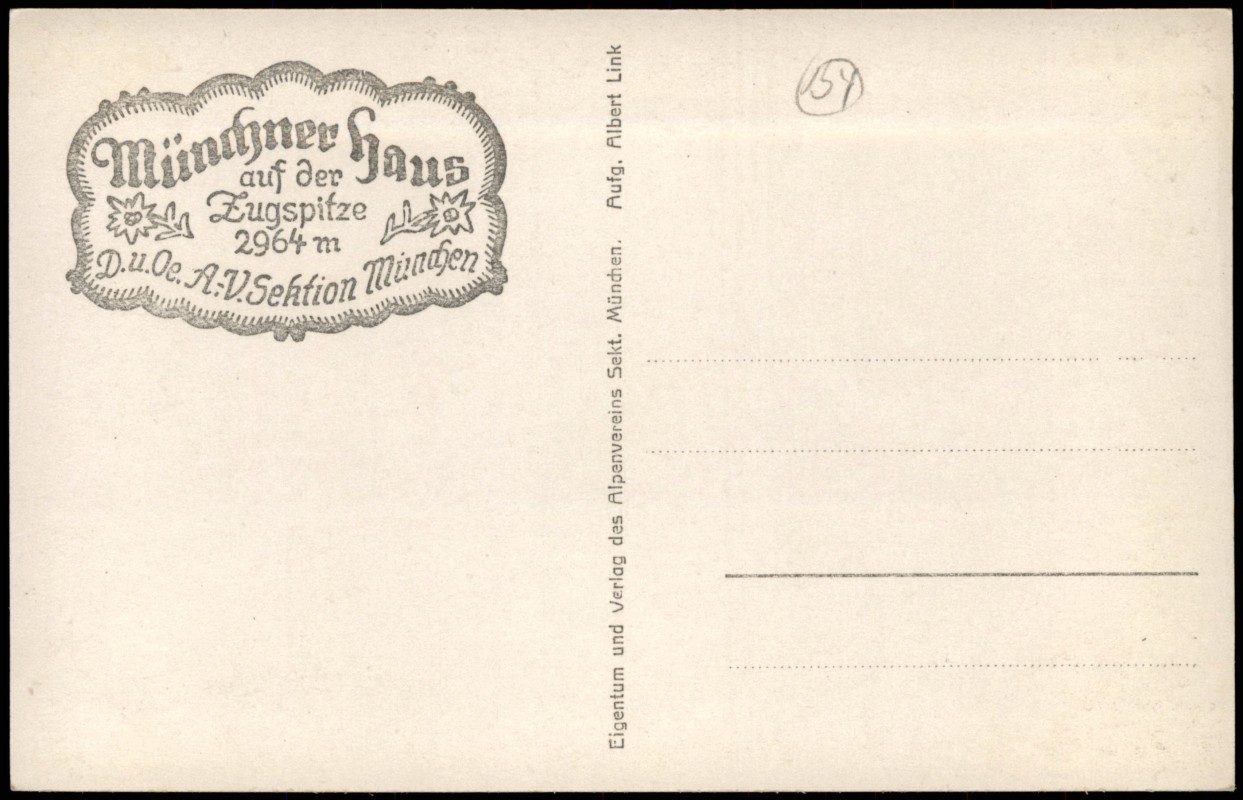 Münchner Haus
auf der
Zugspitze
2964 m
D.u.Oe. A.-V. Sektion München
Eigentum und Verlag des Alpenvereins Sekt. München. Aufg. Albert Link
154